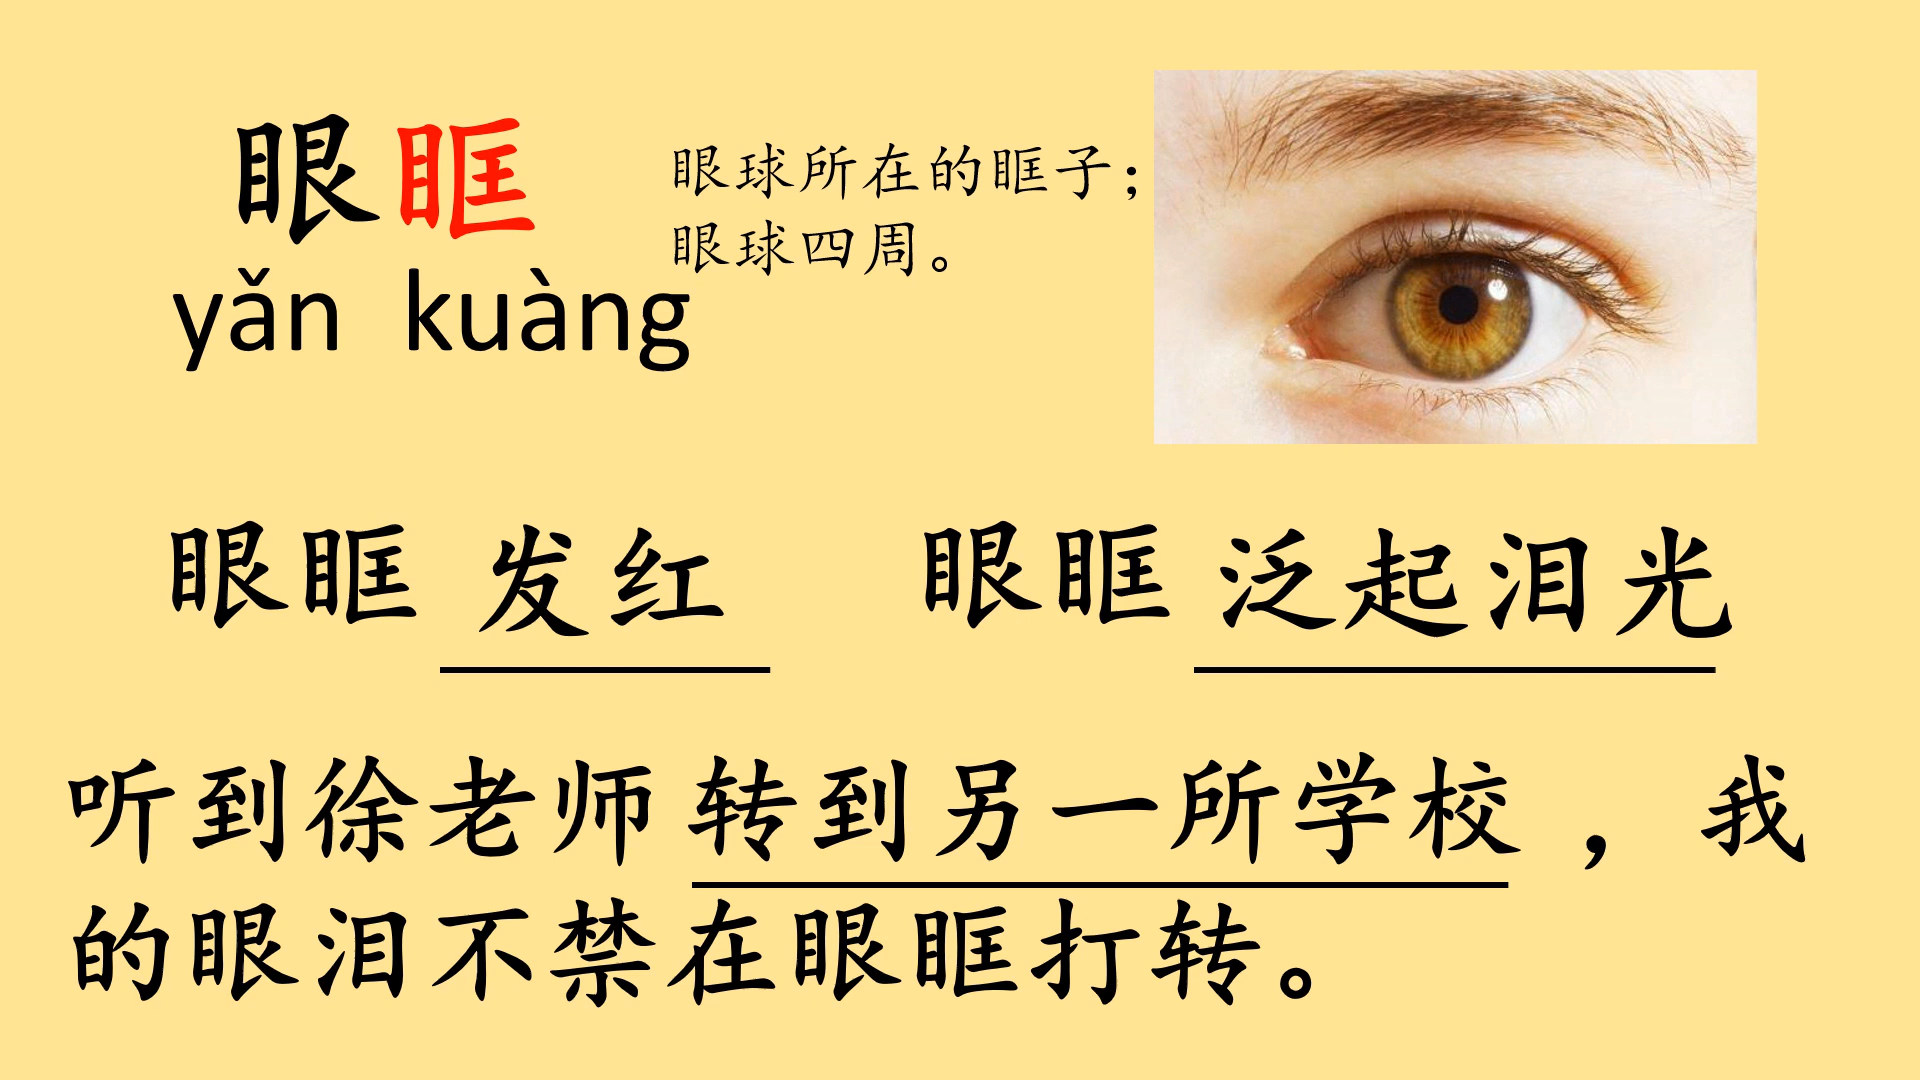 眼眶
yǎn kuàng
眼球所在的眶子；
眼球四周。
眼眶 发红
眼眶 泛起泪光
听到徐老师转到另一所学校，我
的眼泪不禁在眼眶打转。